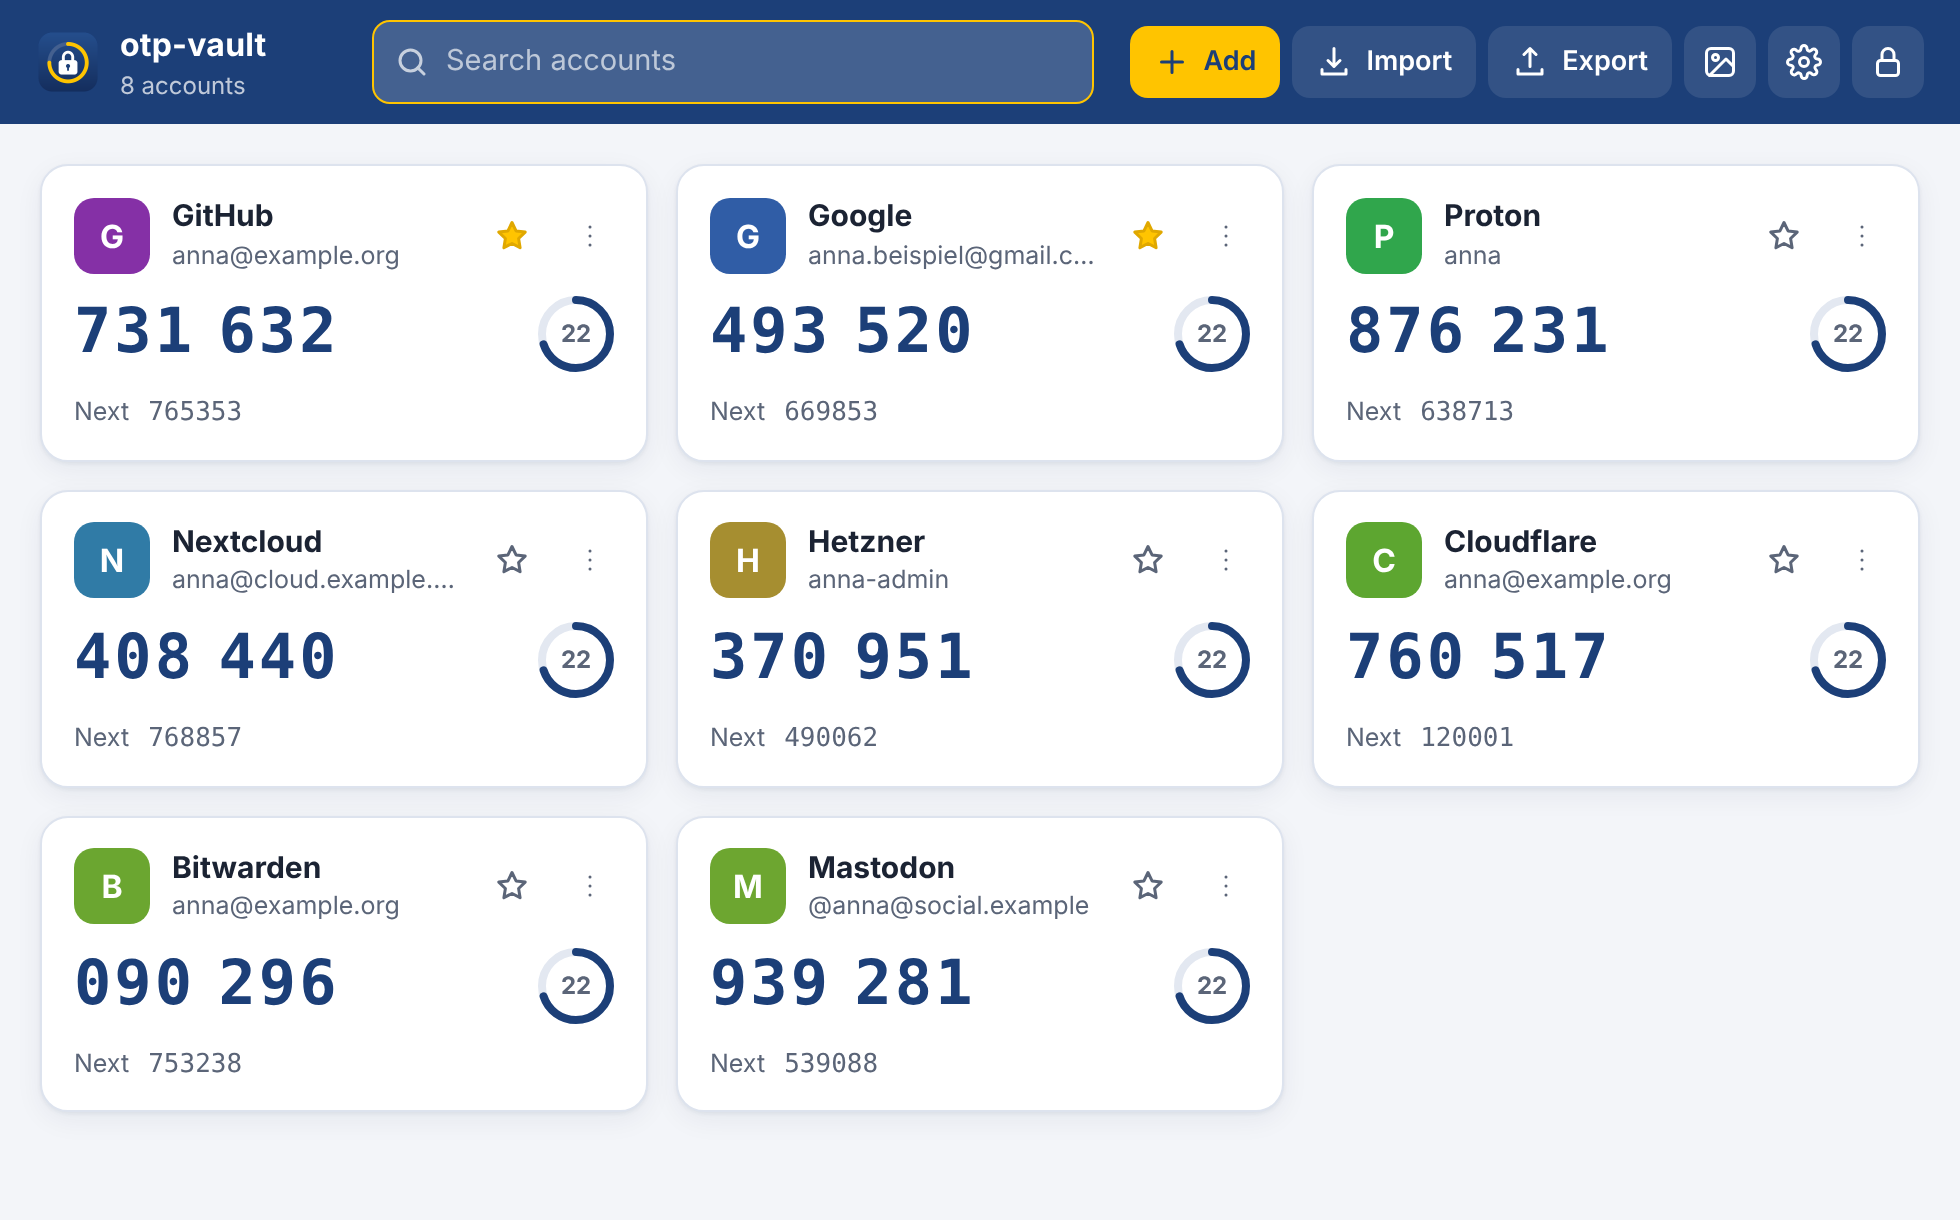 otp-vault
8 accounts
Search accounts
Add
Import
Export
G
GitHub
anna@example.org
731 632
22
Next 765353
G
Google
anna.beispiel@gmail.c...
493 520
22
Next 669853
P
Proton
anna
876 231
22
Next 638713
N
Nextcloud
anna@cloud.example....
408 440
22
Next 768857
H
Hetzner
anna-admin
370 951
22
Next 490062
C
Cloudflare
anna@example.org
760 517
22
Next 120001
B
Bitwarden
anna@example.org
090 296
22
Next 753238
M
Mastodon
@anna@social.example
939 281
22
Next 539088